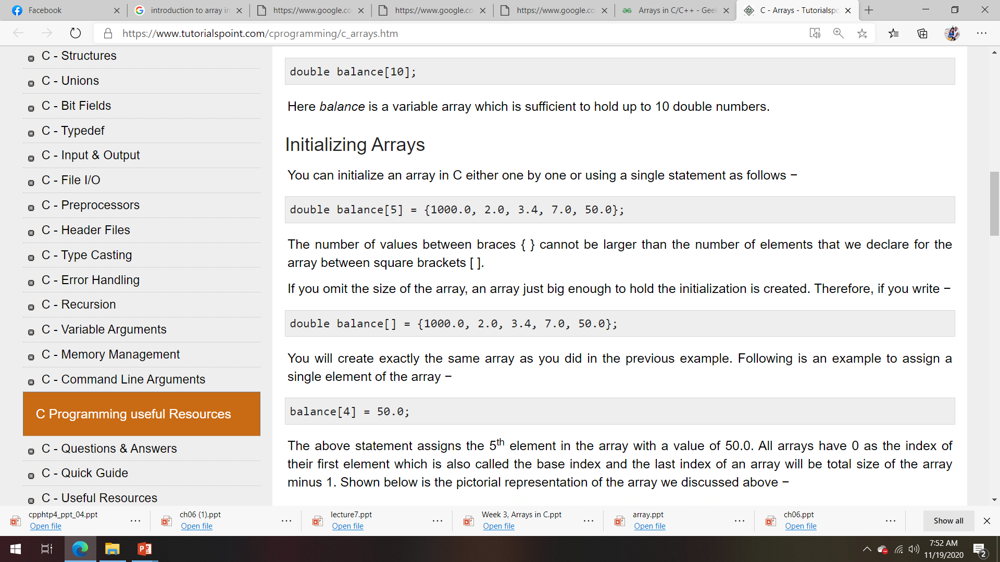 Facebook
introduction to array in
https://www.google.co
https://www.google.co
https://www.google.co
Arrays in C/C++ - Gee
C - Arrays - Tutorialspo
https://www.tutorialspoint.com/cprogramming/c_arrays.htm
C - Structures
C - Unions
C - Bit Fields
C - Typedef
C - Input & Output
C - File I/O
C - Preprocessors
C - Header Files
C - Type Casting
C - Error Handling
C - Recursion
C - Variable Arguments
C - Memory Management
C - Command Line Arguments
C Programming useful Resources
C - Questions & Answers
C - Quick Guide
C - Useful Resources
double balance[10];
Here balance is a variable array which is sufficient to hold up to 10 double numbers.
Initializing Arrays
You can initialize an array in C either one by one or using a single statement as follows −
double balance[5] = {1000.0, 2.0, 3.4, 7.0, 50.0};
The number of values between braces { } cannot be larger than the number of elements that we declare for the
array between square brackets [ ].
If you omit the size of the array, an array just big enough to hold the initialization is created. Therefore, if you write −
double balance[] = {1000.0, 2.0, 3.4, 7.0, 50.0};
You will create exactly the same array as you did in the previous example. Following is an example to assign a
single element of the array −
balance[4] = 50.0;
The above statement assigns the 5th element in the array with a value of 50.0. All arrays have 0 as the index of
their first element which is also called the base index and the last index of an array will be total size of the array
minus 1. Shown below is the pictorial representation of the array we discussed above −
cpphtp4_ppt_04.ppt
Open file
ch06 (1).ppt
Open file
lecture7.ppt
Open file
Week 3, Arrays in C.ppt
Open file
array.ppt
Open file
ch06.ppt
Open file
Show all
7:52 AM
11/19/2020
2